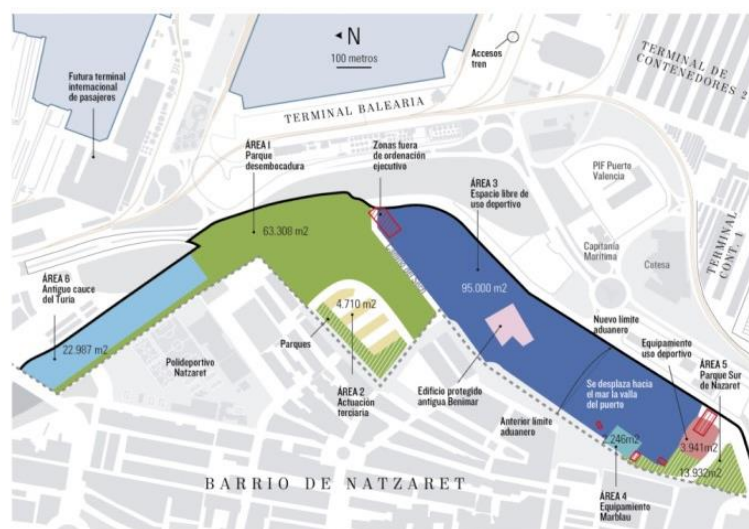 N
100 metros
Accesos
tren
TERMINAL DE
CONTENEDORES 2
Futura terminal
internacional
de pasajeros
TERMINAL BALEARIA
ÁREA 1
Parque
desembocadura
Zonas fuera
de ordenación
ejecutivo
ÁREA 3
Espacio libre de
uso deportivo
PIF Puerto
Valencia
TERMINAL
CONT. 1
63.308 m2
Capitanía
Marítima
Cotesa
ÁREA 6
Antiguo cauce
del Turia
95.000 m2
4.710 m2
Nuevo límite
aduanero
Equipamiento
uso deportivo
22.987 m2
Parques
Polideportivo
Natzaret
ÁREA 2
Actuación
terciaria
Edificio protegido
antigua Benimar
Se desplaza hacia
el mar la valla
del puerto
ÁREA 5
Parque Sur
de Nazaret
Anterior límite
aduanero
246m2
3.941m2
13.932m2
BARRIO DE NATZARET
ÁREA 4
Equipamiento
Marblau